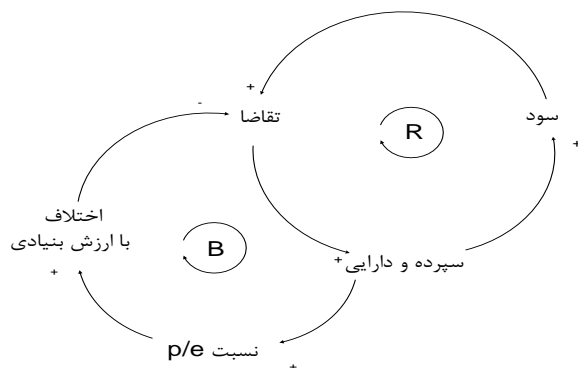 +
-
تقاضا
R
سود
+
اختلاف
با ارزش بنیادی
+
B
سپرده و دارایی
+
نسبت p/e
+